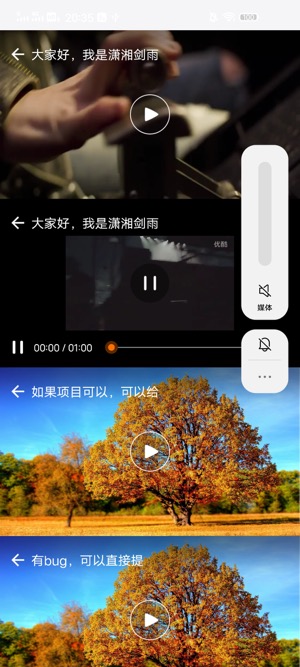 20:35
大家好，我是潇湘剑雨
大家好，我是潇湘剑雨
优酷
媒体
00:00 / 01:00
如果项目可以，可以给
有bug，可以直接提